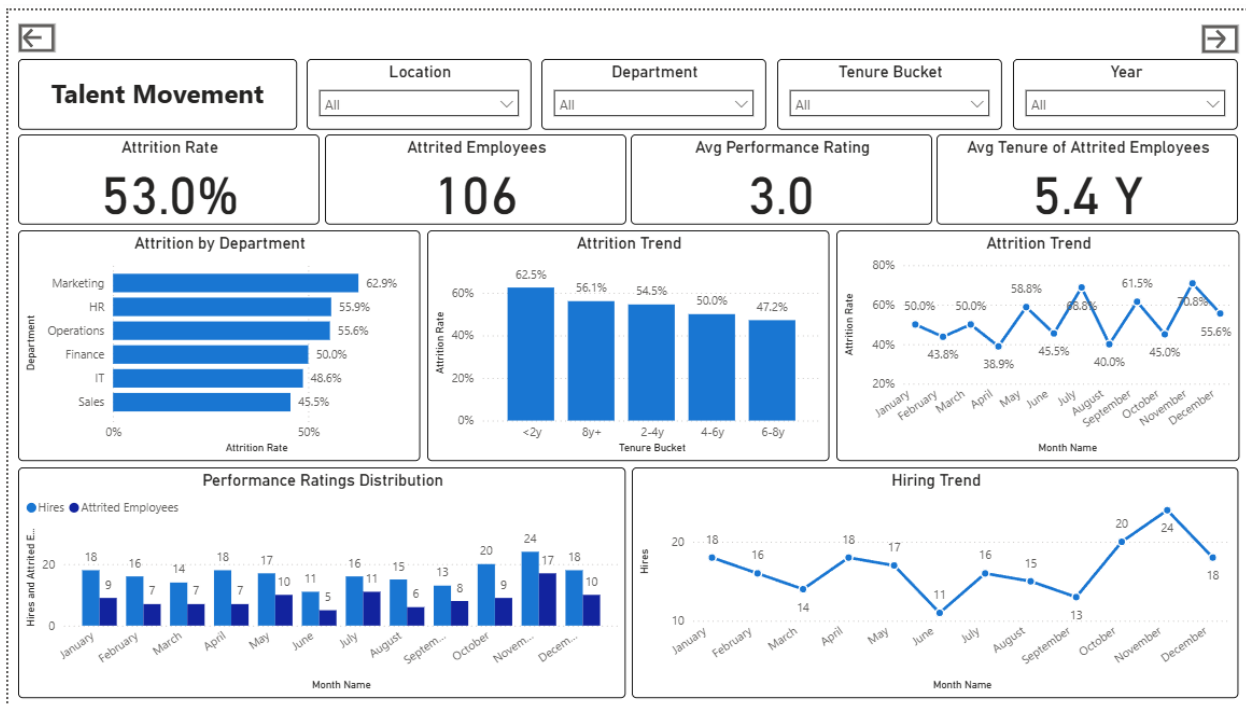 Talent Movement
Location
All
Department
All
Tenure Bucket
All
Year
All
Attrition Rate
53.0%
Attrited Employees
106
Avg Performance Rating
3.0
Avg Tenure of Attrited Employees
5.4 Y
Attrition by Department
Department
Marketing 62.9%
HR 55.9%
Operations 55.6%
Finance 50.0%
IT 48.6%
Sales 45.5%
0% 50%
Attrition Rate
Attrition Trend
Attrition Rate
60%
40%
20%
0%
62.5% 56.1% 54.5% 50.0% 47.2%
<2y 8y+ 2-4y 4-6y 6-8y
Tenure Bucket
Attrition Trend
Attrition Rate
80%
60%
40%
20%
50.0% 43.8% 50.0% 38.9% 58.8% 45.5% 68.8% 40.0% 61.5% 45.0% 70.8% 55.6%
January February March April May June July August September October November December
Month Name
Performance Ratings Distribution
Hires Attrited Employees
Hires and Attrited E...
20
0
18 9 16 7 14 7 18 7 17 10 11 5 16 11 15 6 13 8 20 9 24 17 18 10
January February March April May June July August Septem... October Novem... Decem...
Month Name
Hiring Trend
Hires
20
10
18 16 14 18 17 11 16 15 13 20 24 18
January February March April May June July August September October November December
Month Name